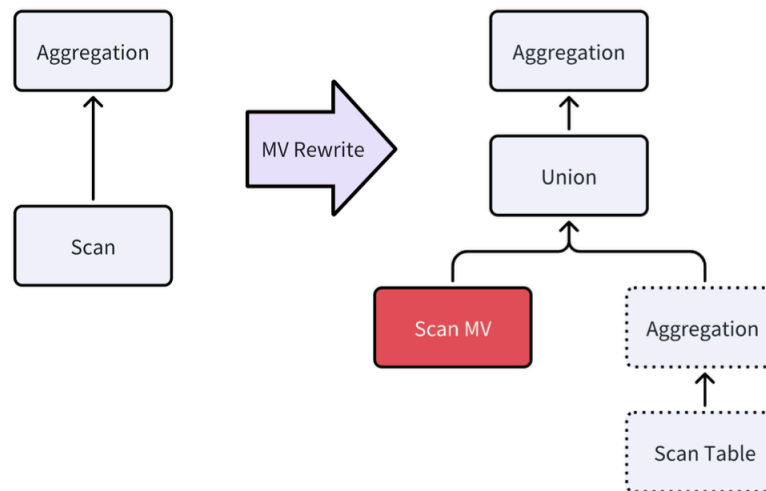 Aggregation
Scan
MV Rewrite
Aggregation
Union
Scan MV
Aggregation
Scan Table